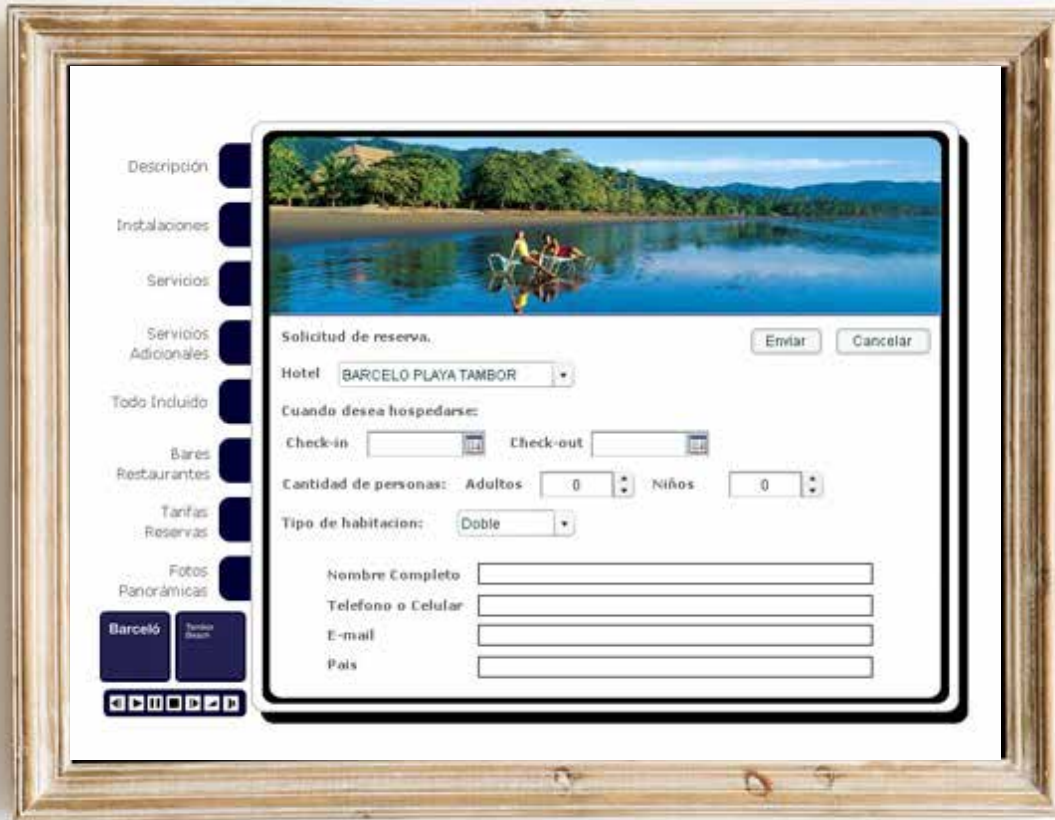 Descripción
Instalaciones
Servicios
Servicios
Adicionales
Todo Incluido
Bares
Restaurantes
Tarifas
Reservas
Fotos
Panorámicas
Barceló
Tambor
Beach
Solicitud de reserva.
Enviar
Cancelar
Hotel BARCELO PLAYA TAMBOR
Cuando desea hospedarse:
Check-in Check-out
Cantidad de personas: Adultos 0 Niños 0
Tipo de habitacion: Doble
Nombre Completo
Telefono o Celular
E-mail
Pais